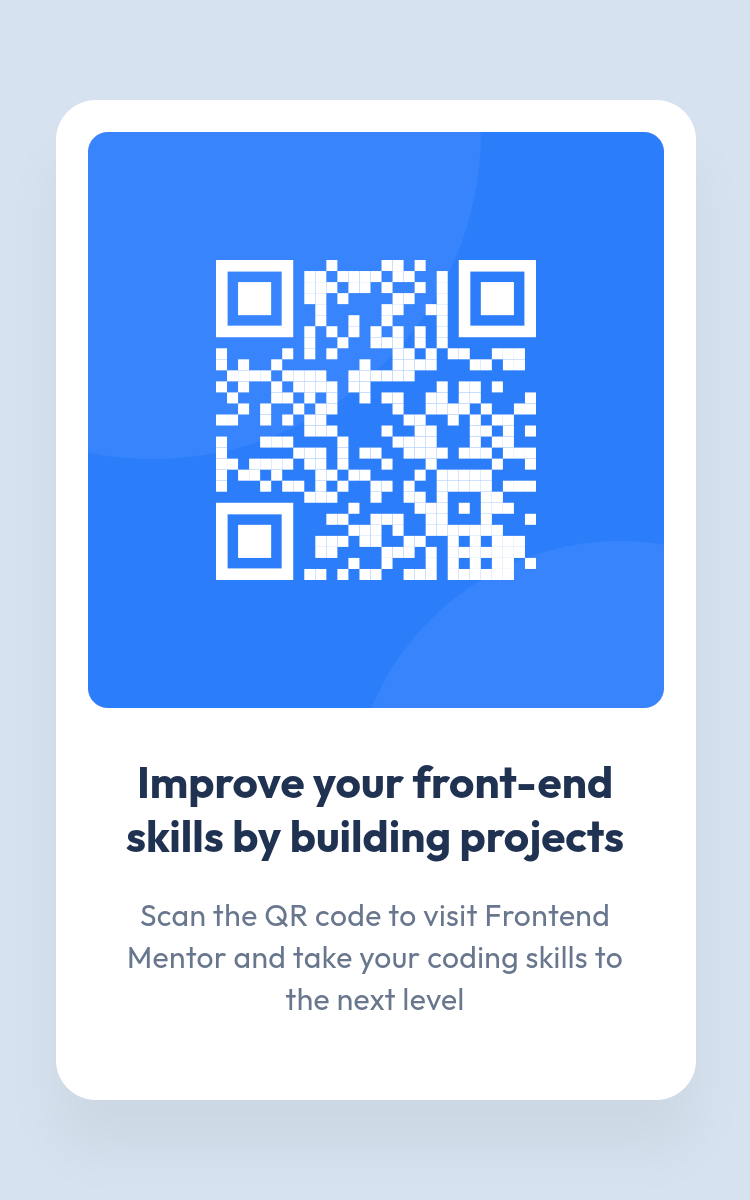 Improve your front-end
skills by building projects
Scan the QR code to visit Frontend
Mentor and take your coding skills to
the next level